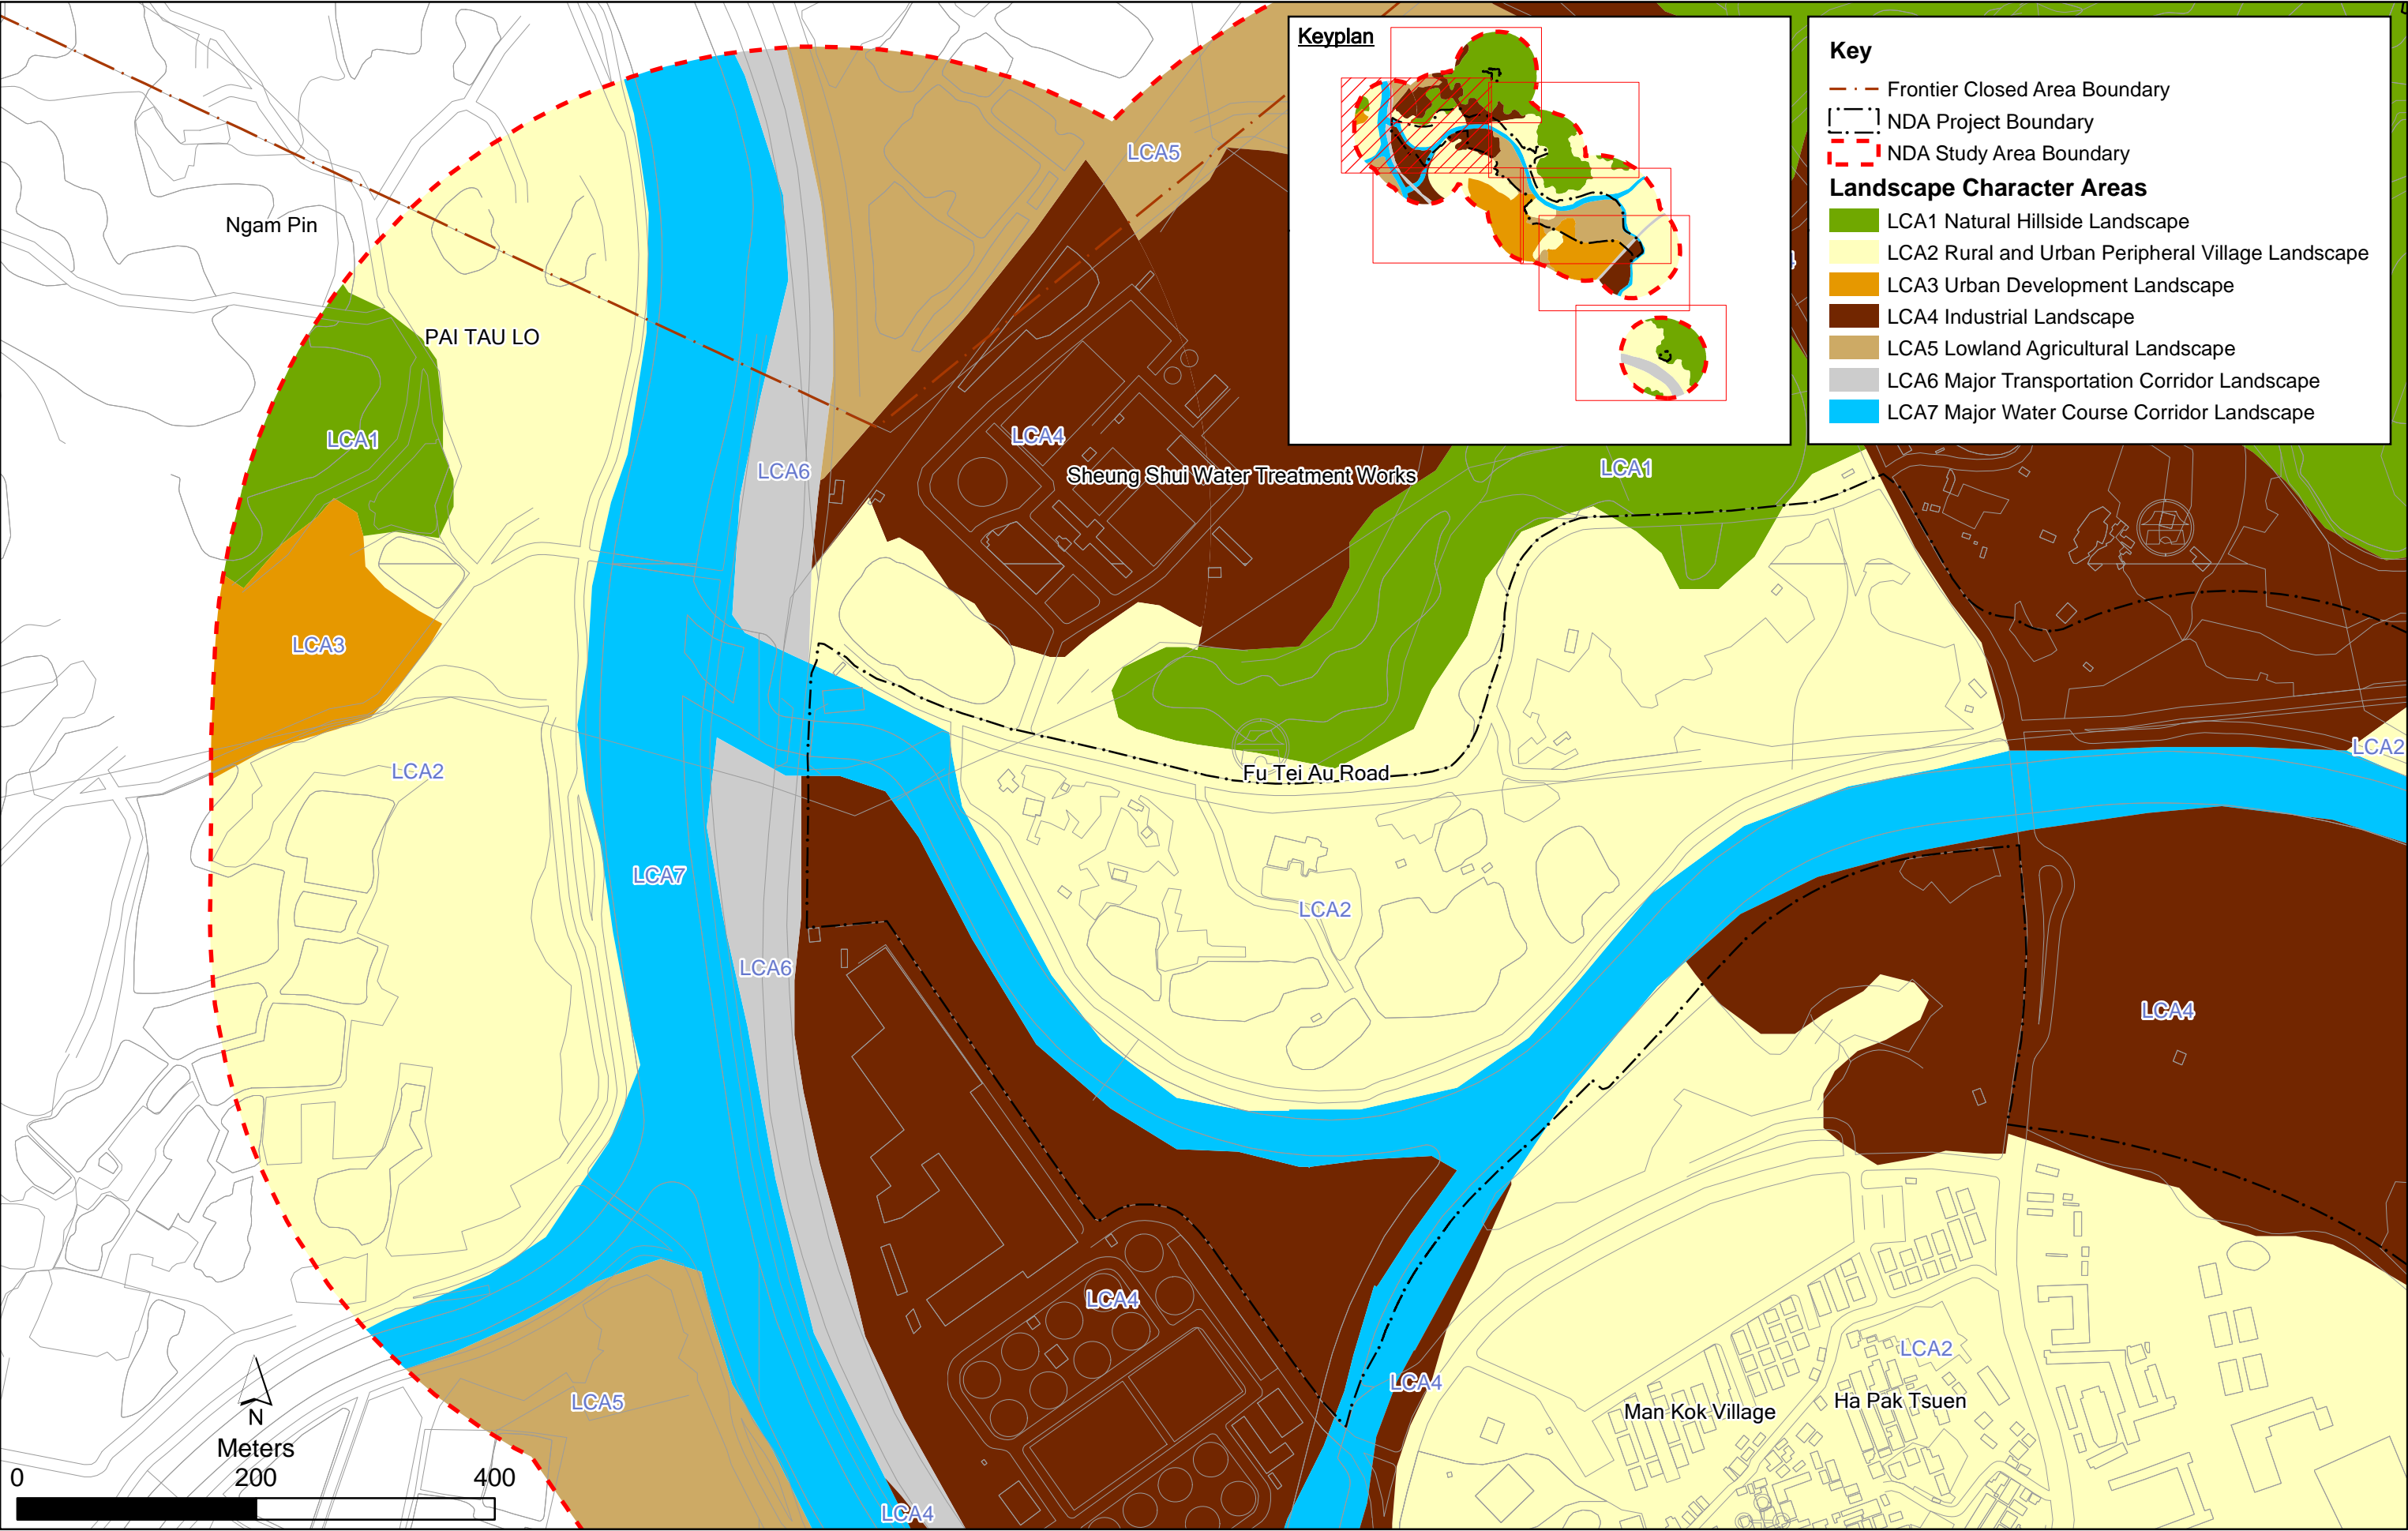 Keyplan
Key
Frontier Closed Area Boundary
NDA Project Boundary
NDA Study Area Boundary
Landscape Character Areas
LCA1 Natural Hillside Landscape
LCA2 Rural and Urban Peripheral Village Landscape
LCA3 Urban Development Landscape
LCA4 Industrial Landscape
LCA5 Lowland Agricultural Landscape
LCA6 Major Transportation Corridor Landscape
LCA7 Major Water Course Corridor Landscape
LCA5
Ngam Pin
PAI TAU LO
LCA1
LCA4
LCA6
Sheung Shui Water Treatment Works
LCA1
LCA3
LCA2
LCA2
Fu Tei Au Road
LCA7
LCA2
LCA6
LCA4
LCA4
LCA2
LCA5
LCA4
Man Kok Village
Ha Pak Tsuen
LCA4
N
Meters
0 200 400